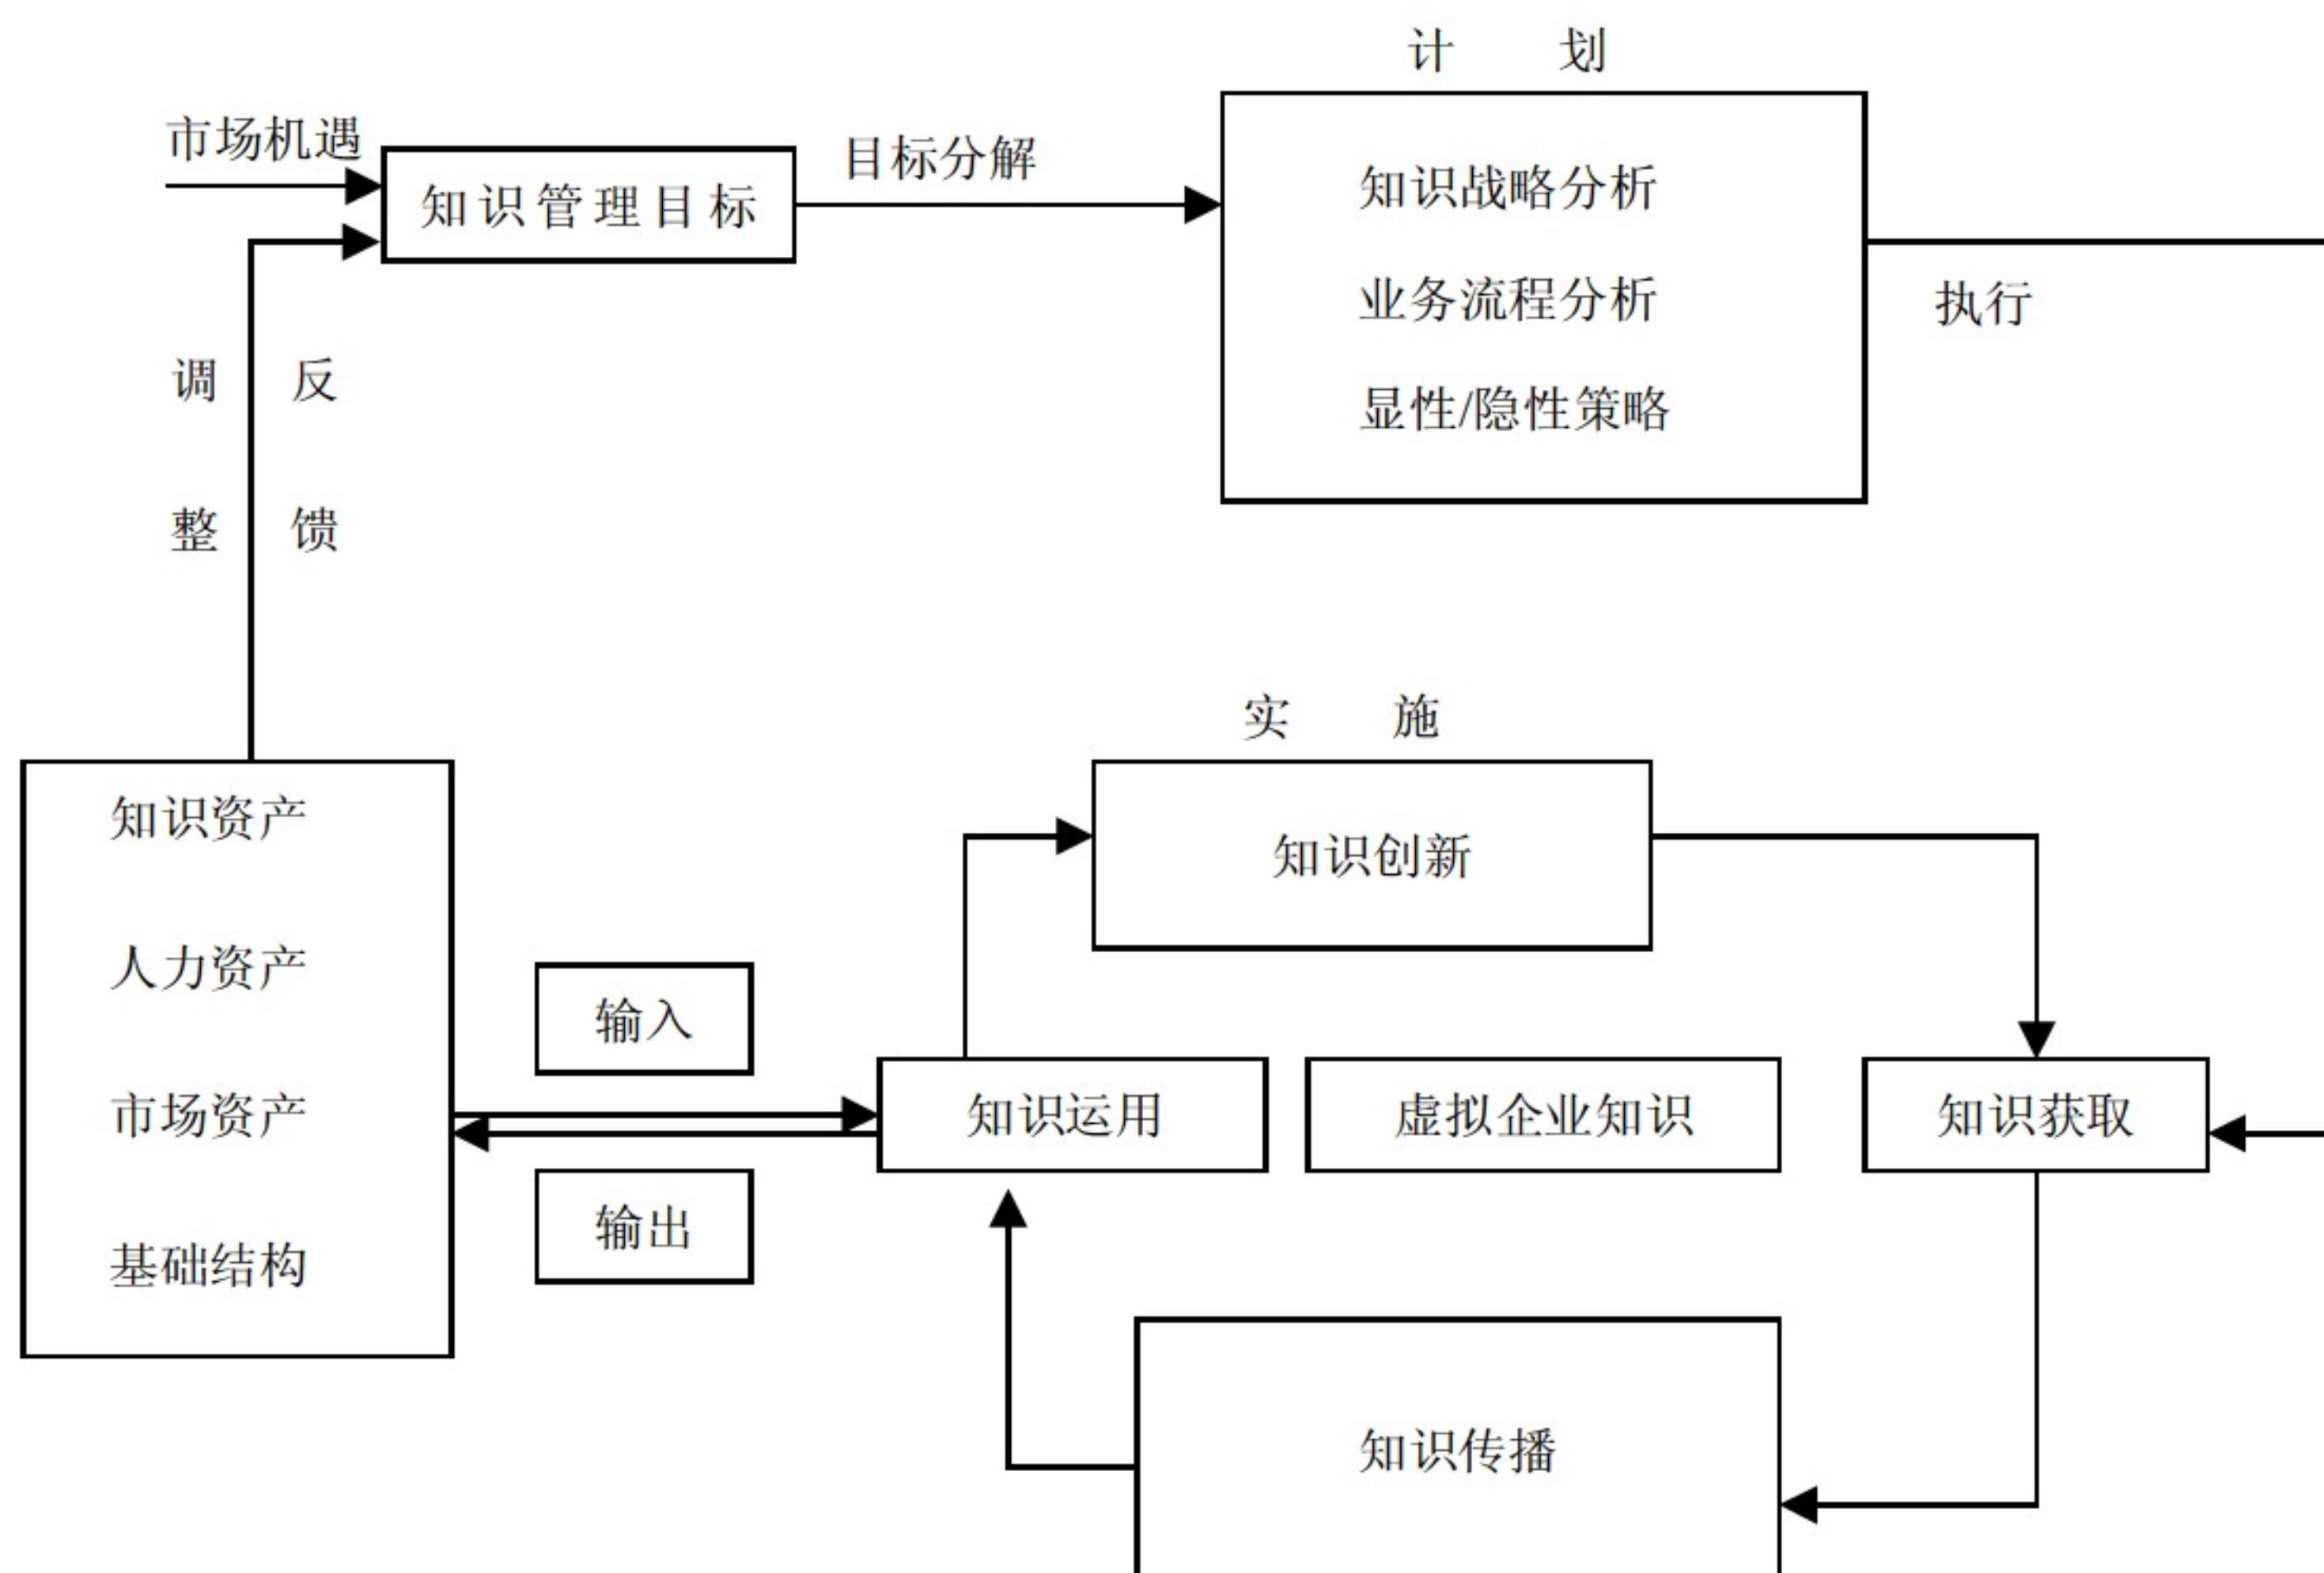 计 划
市场机遇
知识管理目标
目标分解
知识战略分析
业务流程分析
显性/隐性策略
执行
调 反
整 馈
实 施
知识资产
人力资产
市场资产
基础结构
知识创新
输入
知识运用
虚拟企业知识
知识获取
输出
知识传播